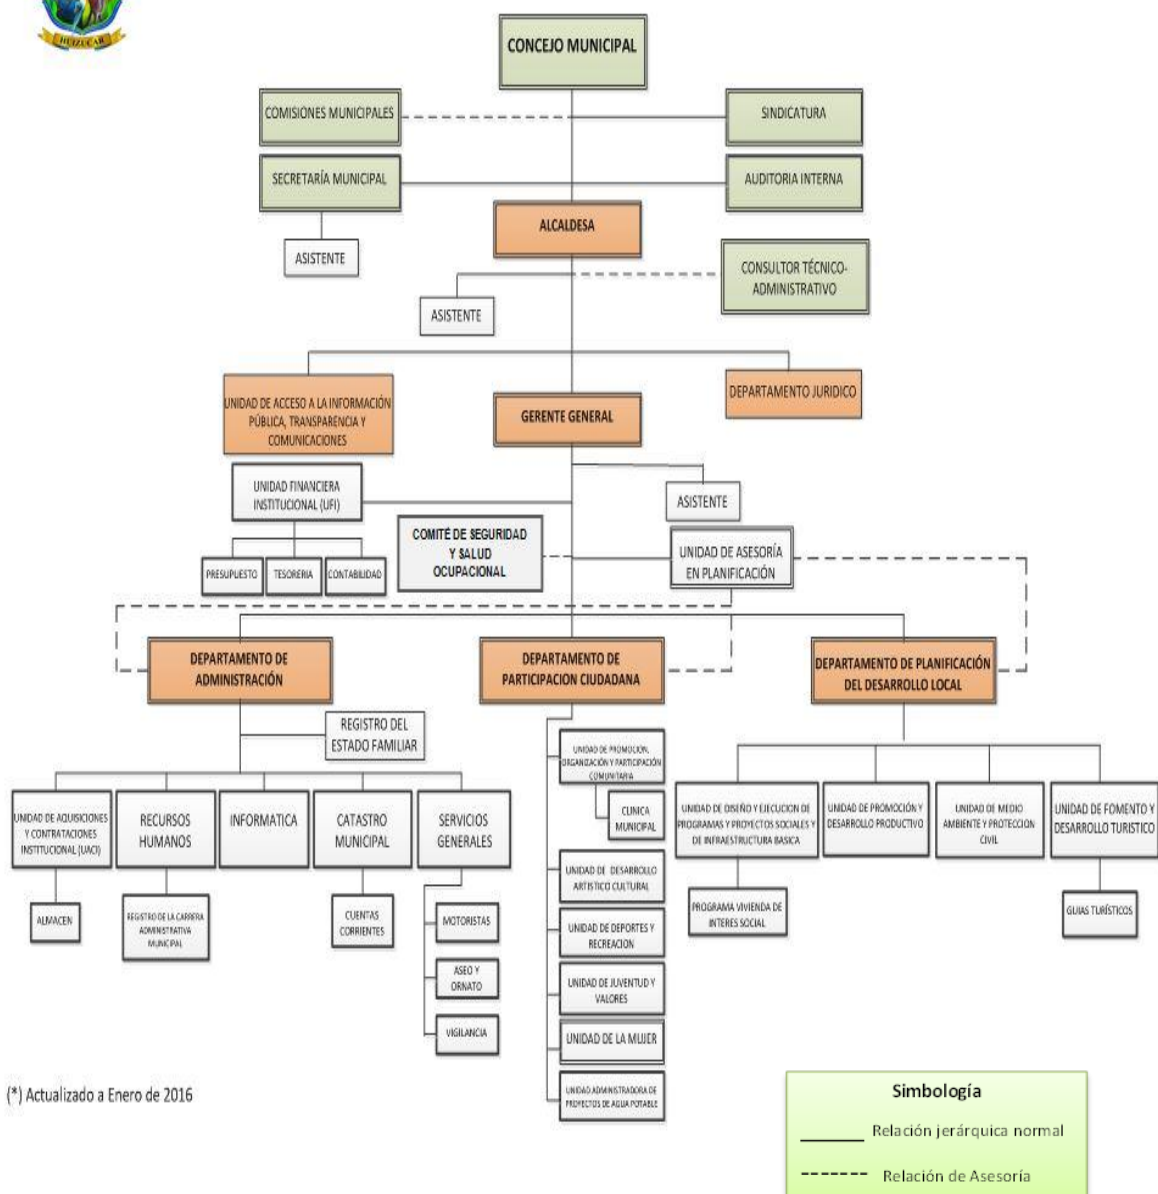 HUIZUCAR
CONCEJO MUNICIPAL
COMISIONES MUNICIPALES
SINDICATURA
SECRETARÍA MUNICIPAL
AUDITORIA INTERNA
ALCALDESA
ASISTENTE
CONSULTOR TÉCNICO-
ADMINISTRATIVO
ASISTENTE
UNIDAD DE ACCESO A LA INFORMACIÓN
PÚBLICA, TRANSPARENCIA Y
COMUNICACIONES
GERENTE GENERAL
DEPARTAMENTO JURIDICO
UNIDAD FINANCIERA
INSTITUCIONAL (UFI)
ASISTENTE
COMITÉ DE SEGURIDAD
Y SALUD
OCUPACIONAL
UNIDAD DE ASESORÍA
EN PLANIFICACIÓN
PRESUPUESTO
TESORERIA
CONTABILIDAD
DEPARTAMENTO DE
ADMINISTRACIÓN
DEPARTAMENTO DE
PARTICIPACION CIUDADANA
DEPARTAMENTO DE PLANIFICACIÓN
DEL DESARROLLO LOCAL
REGISTRO DEL
ESTADO FAMILIAR
UNIDAD DE AQUISICIONES
Y CONTRATACIONES
INSTITUCIONAL (UACI)
RECURSOS
HUMANOS
INFORMATICA
CATASTRO
MUNICIPAL
SERVICIOS
GENERALES
ALMACEN
REGISTRO DE LA CARRERA
ADMINISTRATIVA
MUNICIPAL
CUENTAS
CORRIENTES
MOTORISTAS
ASEO Y
ORNATO
VIGILANCIA
UNIDAD DE PROMOCIÓN,
ORGANIZACIÓN Y PARTICIPACIÓN
COMUNITARIA
CLINICA
MUNICIPAL
UNIDAD DE DESARROLLO
ARTISTICO CULTURAL
UNIDAD DE DEPORTES Y
RECREACION
UNIDAD DE JUVENTUD Y
VALORES
UNIDAD DE LA MUJER
UNIDAD ADMINISTRADORA DE
PROYECTOS DE AGUA POTABLE
UNIDAD DE DISEÑO Y EJECUCION DE
PROGRAMAS Y PROYECTOS SOCIALES Y
DE INFRAESTRUCTURA BASICA
UNIDAD DE PROMOCIÓN Y
DESARROLLO PRODUCTIVO
UNIDAD DE MEDIO
AMBIENTE Y PROTECCION
CIVIL
UNIDAD DE FOMENTO Y
DESARROLLO TURISTICO
PROGRAMA VIVIENDA DE
INTERES SOCIAL
GUIAS TURÍSTICOS
(*) Actualizado a Enero de 2016
Simbología
Relación jerárquica normal
Relación de Asesoría